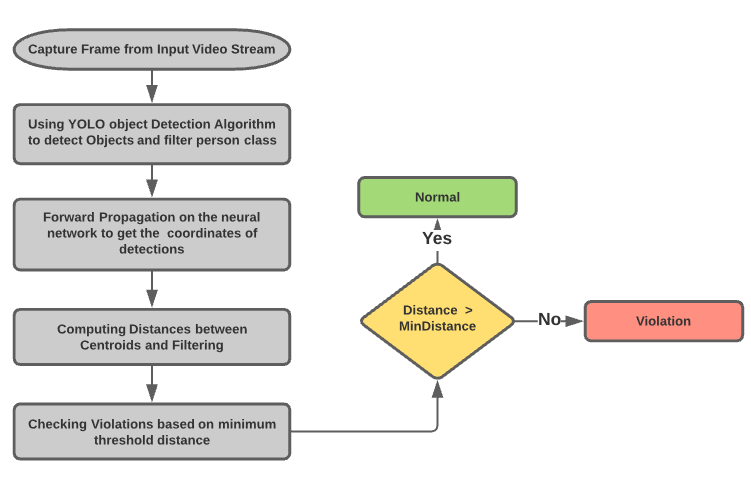 Capture Frame from Input Video Stream
Using YOLO object Detection Algorithm
to detect Objects and filter person class
Forward Propagation on the neural
network to get the coordinates of
detections
Computing Distances between
Centroids and Filtering
Checking Violations based on minimum
threshold distance
Normal
Yes
Distance >
MinDistance
No
Violation